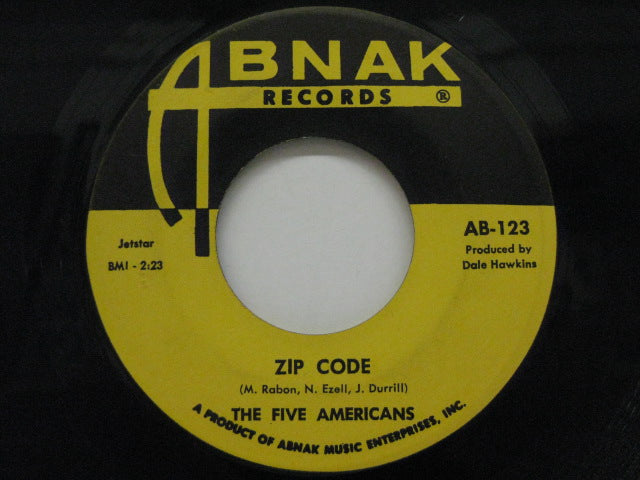 ABNAK
RECORDS ®
Jetstar
BMI - 2:23
AB-123
Produced by
Dale Hawkins
ZIP CODE
(M. Rabon, N. Ezell, J. Durrill)
THE FIVE AMERICANS
A PRODUCT OF ABNAK MUSIC ENTERPRISES, INC.